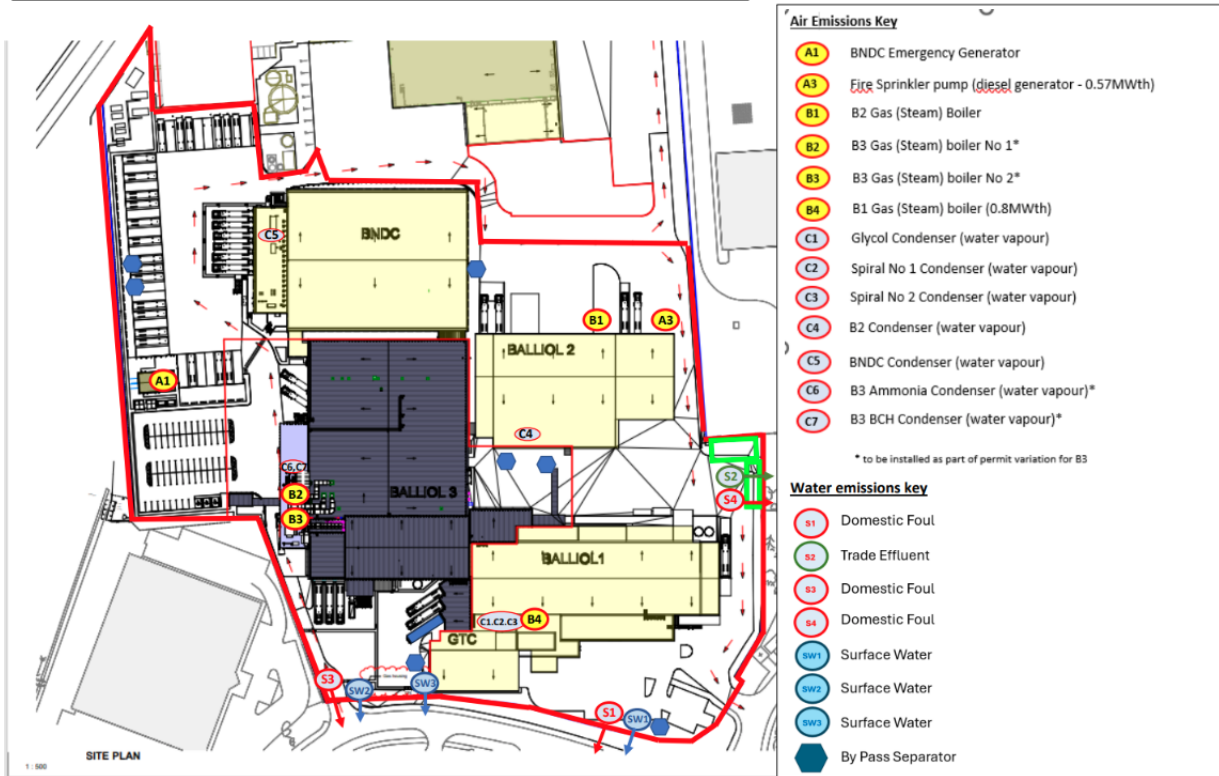 Air Emissions Key
A1 BNDC Emergency Generator
A3 Fire Sprinkler pump (diesel generator - 0.57MWth)
B1 B2 Gas (Steam) Boiler
B2 B3 Gas (Steam) boiler No 1*
B3 B3 Gas (Steam) boiler No 2*
B4 B1 Gas (Steam) boiler (0.8MWth)
C1 Glycol Condenser (water vapour)
C2 Spiral No 1 Condenser (water vapour)
C3 Spiral No 2 Condenser (water vapour)
C4 B2 Condenser (water vapour)
C5 BNDC Condenser (water vapour)
C6 B3 Ammonia Condenser (water vapour)*
C7 B3 BCH Condenser (water vapour)*
* to be installed as part of permit variation for B3
Water emissions key
S1 Domestic Foul
S2 Trade Effluent
S3 Domestic Foul
S4 Domestic Foul
SW1 Surface Water
SW2 Surface Water
SW3 Surface Water
By Pass Separator
C5
BNDC
B1
A3
BALLIOL 2
A1
C4
C6,C7
S2
B2
BALLIOL 3
S4
B3
BALLIOL1
C1.C2.C3
B4
GTC
S3
SW2
SW3
S1
SW1
SITE PLAN
1 : 500